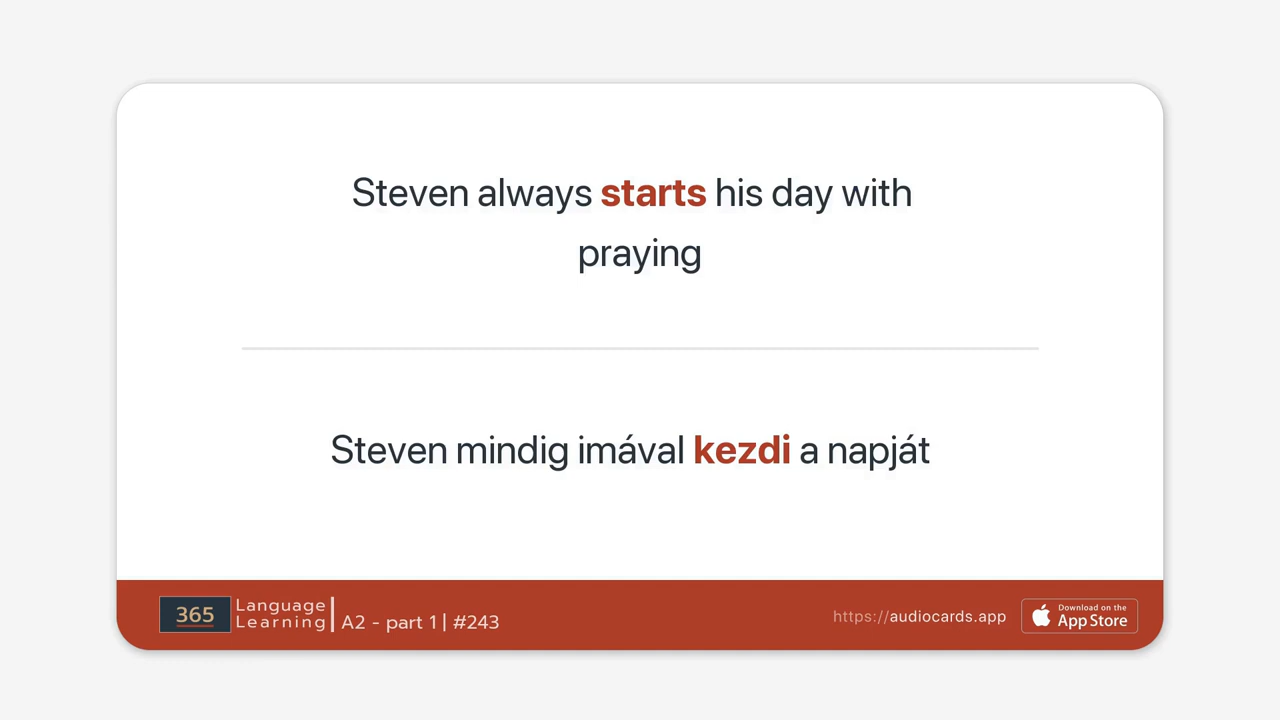 Steven always starts his day with
praying
Steven mindig imával kezdi a napját
365
Language
Learning
A2 - part 1 | #243
https://audiocards.app
Download on the
App Store